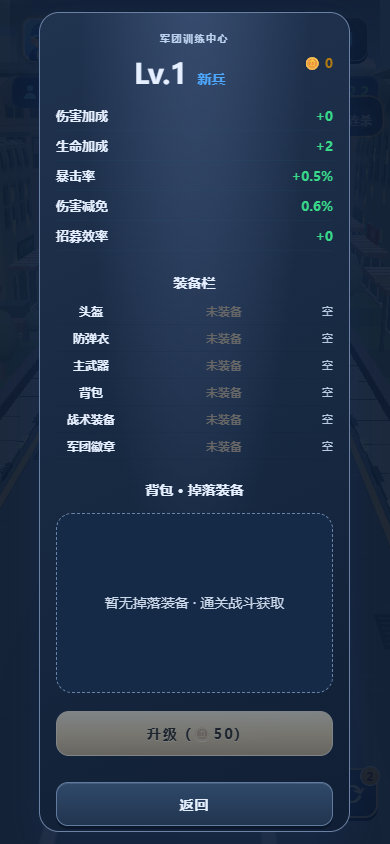 军团训练中心
Lv.1 新兵 0
伤害加成 +0
生命加成 +2
暴击率 +0.5%
伤害减免 0.6%
招募效率 +0
装备栏
头盔 未装备 空
防弹衣 未装备 空
主武器 未装备 空
背包 未装备 空
战术装备 未装备 空
军团徽章 未装备 空
背包 • 掉落装备
暂无掉落装备 · 通关战斗获取
升级 ( 50)
返回
2